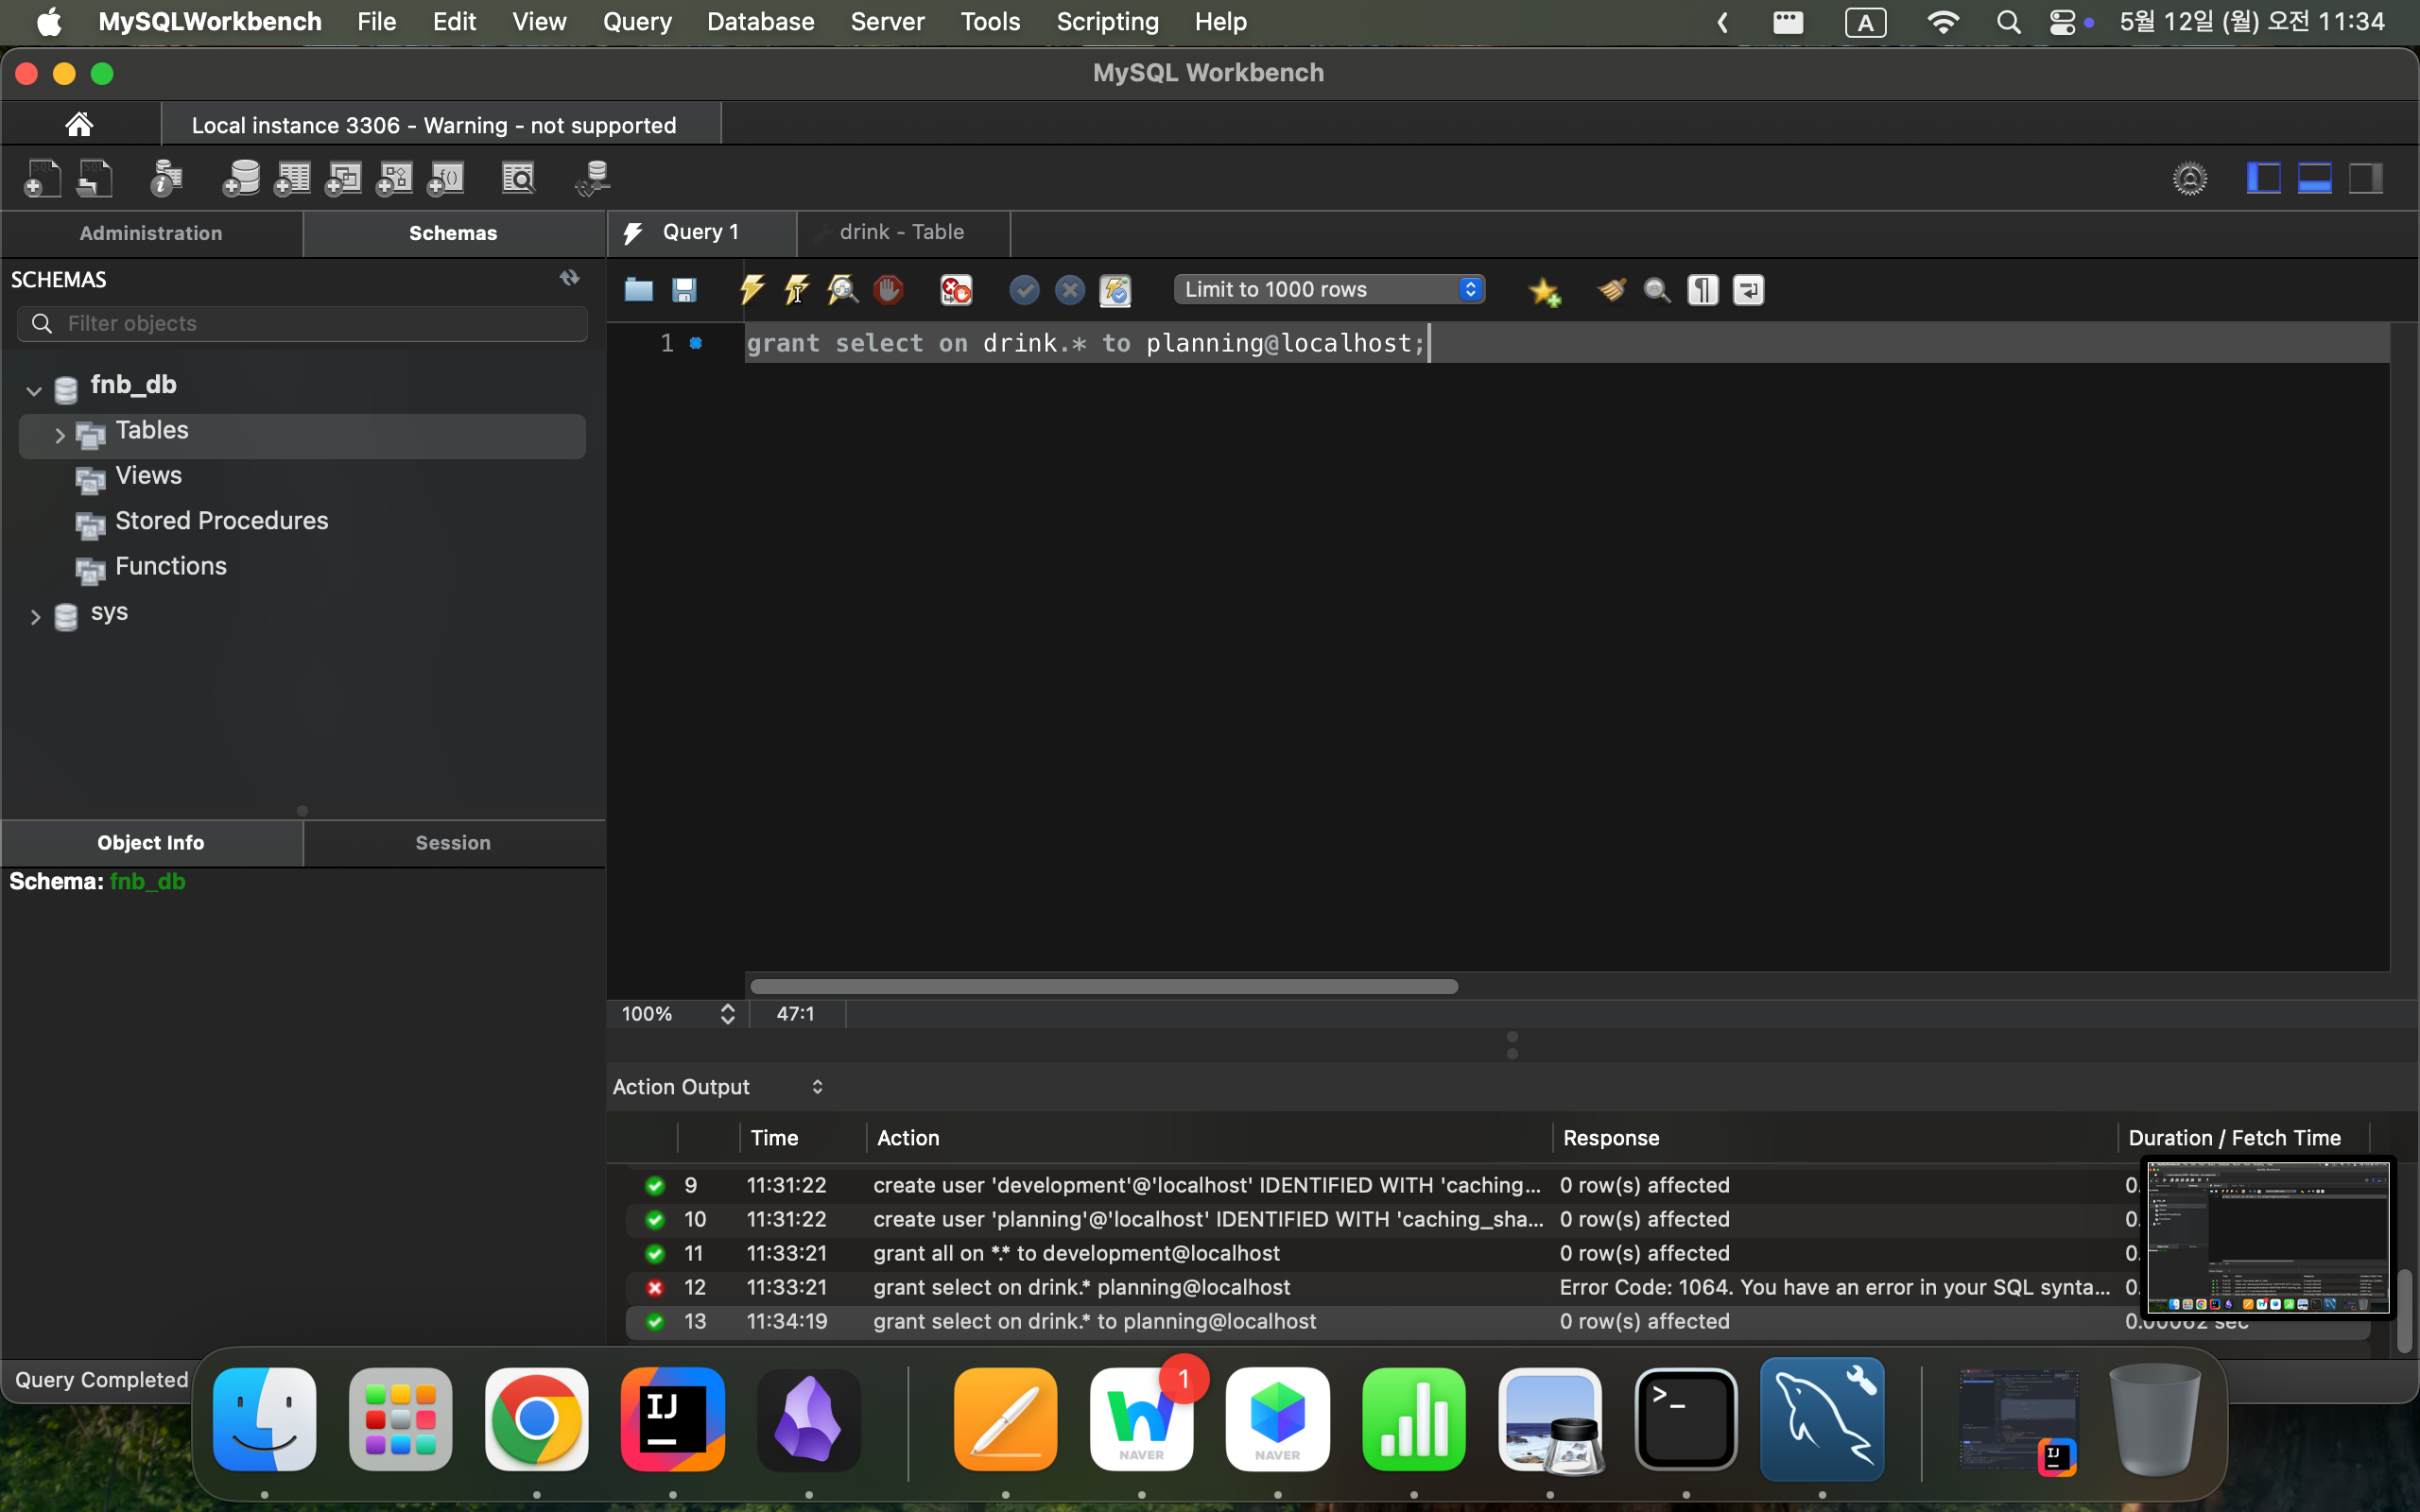 MySQLWorkbench File Edit View Query Database Server Tools Scripting Help A 5월 12일 (월) 오전 11:34
MySQL Workbench
Local instance 3306 - Warning - not supported
Administration Schemas
Query 1 drink - Table
SCHEMAS
Filter objects
Limit to 1000 rows
1 grant select on drink.* to planning@localhost;
fnb_db
Tables
Views
Stored Procedures
Functions
sys
Object Info Session
Schema: fnb_db
100% 47:1
Action Output
Time Action Response Duration / Fetch Time
9 11:31:22 create user 'development'@'localhost' IDENTIFIED WITH 'caching... 0 row(s) affected 0.
10 11:31:22 create user 'planning'@'localhost' IDENTIFIED WITH 'caching_sha... 0 row(s) affected 0.
11 11:33:21 grant all on *.* to development@localhost 0 row(s) affected 0.
12 11:33:21 grant select on drink.* planning@localhost Error Code: 1064. You have an error in your SQL synta... 0.
13 11:34:19 grant select on drink.* to planning@localhost 0 row(s) affected 0.00062 sec
Query Completed
IJ
NAVER
1
NAVER
>_
IJ